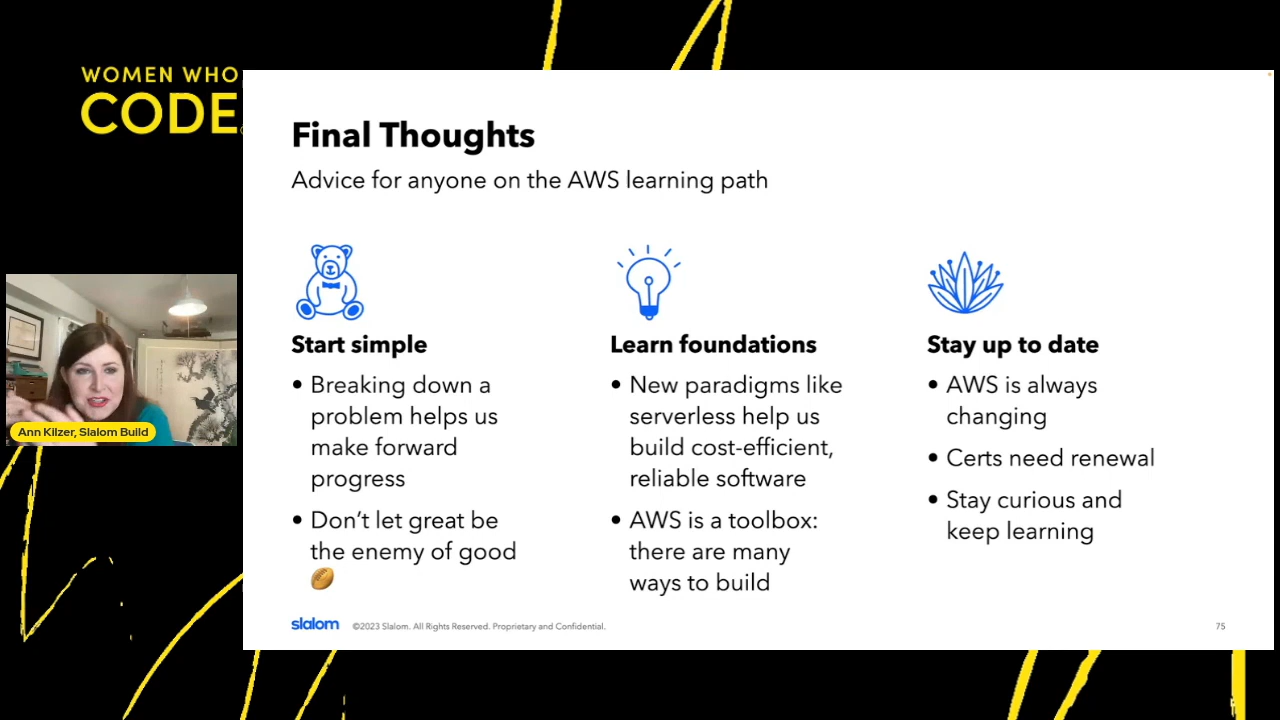 WOMEN WHO
CODE
Final Thoughts
Advice for anyone on the AWS learning path
Start simple
• Breaking down a
problem helps us
make forward
progress
• Don’t let great be
the enemy of good
🏉
Learn foundations
• New paradigms like
serverless help us
build cost-efficient,
reliable software
• AWS is a toolbox:
there are many
ways to build
Stay up to date
• AWS is always
changing
• Certs need renewal
• Stay curious and
keep learning
Ann Kilzer, Slalom Build
slalom ©2023 Slalom. All Rights Reserved. Proprietary and Confidential. 75